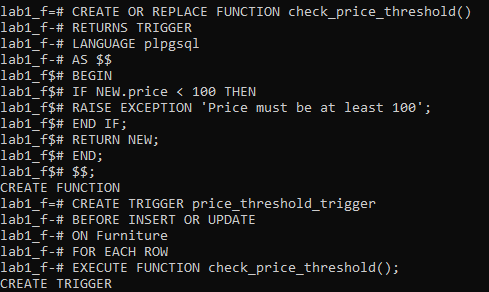 lab1_f=# CREATE OR REPLACE FUNCTION check_price_threshold()
lab1_f-# RETURNS TRIGGER
lab1_f-# LANGUAGE plpgsql
lab1_f-# AS $$
lab1_f$# BEGIN
lab1_f$# IF NEW.price < 100 THEN
lab1_f$# RAISE EXCEPTION 'Price must be at least 100';
lab1_f$# END IF;
lab1_f$# RETURN NEW;
lab1_f$# END;
lab1_f$# $$;
CREATE FUNCTION
lab1_f=# CREATE TRIGGER price_threshold_trigger
lab1_f-# BEFORE INSERT OR UPDATE
lab1_f-# ON Furniture
lab1_f-# FOR EACH ROW
lab1_f-# EXECUTE FUNCTION check_price_threshold();
CREATE TRIGGER